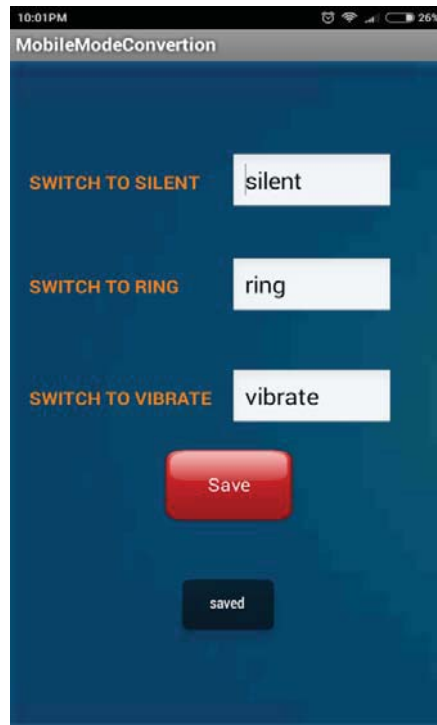 10:01PM 26%
MobileModeConvertion
SWITCH TO SILENT silent
SWITCH TO RING ring
SWITCH TO VIBRATE vibrate
Save
saved